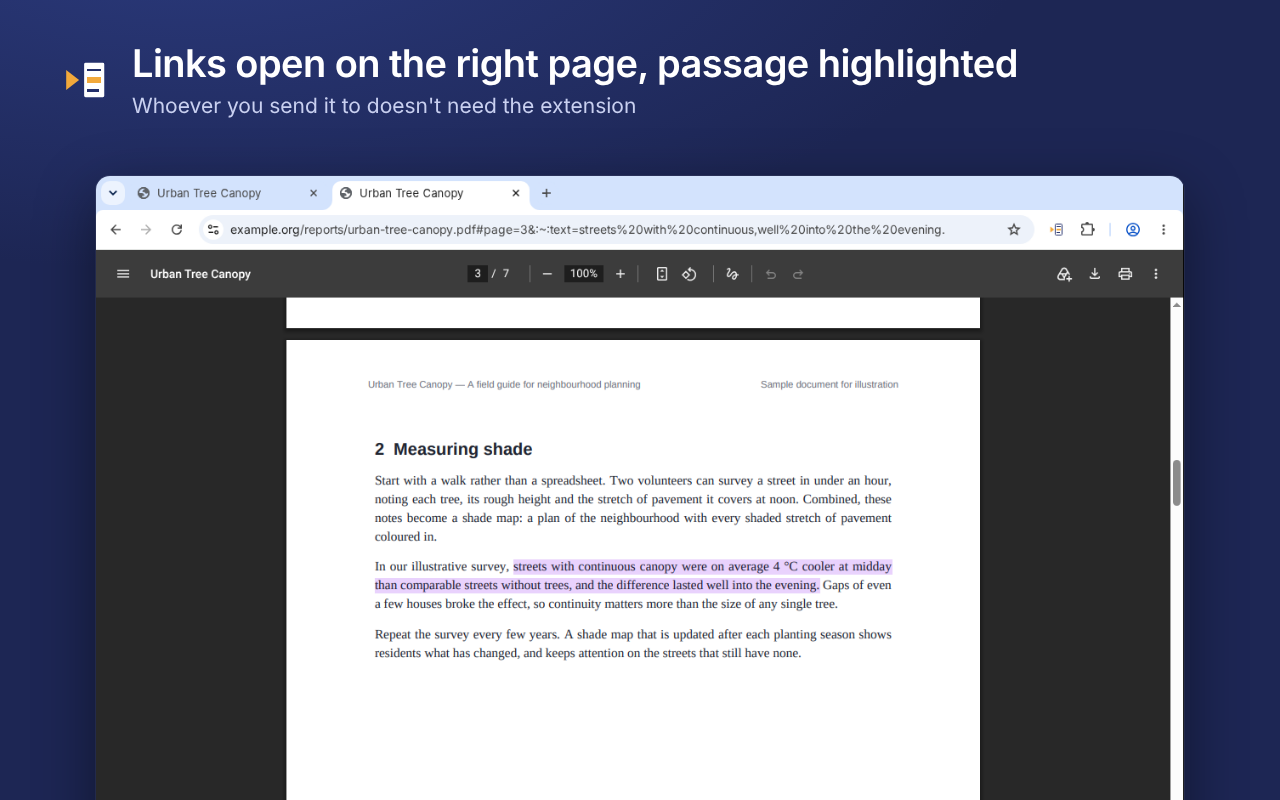 Links open on the right page, passage highlighted
Whoever you send it to doesn't need the extension
Urban Tree Canopy
Urban Tree Canopy
example.org/reports/urban-tree-canopy.pdf#page=3&:~:text=streets%20with%20continuous,well%20into%20the%20evening.
Urban Tree Canopy
3 / 7
100%
Urban Tree Canopy — A field guide for neighbourhood planning
Sample document for illustration
2 Measuring shade
Start with a walk rather than a spreadsheet. Two volunteers can survey a street in under an hour,
noting each tree, its rough height and the stretch of pavement it covers at noon. Combined, these
notes become a shade map: a plan of the neighbourhood with every shaded stretch of pavement
coloured in.
In our illustrative survey, streets with continuous canopy were on average 4 °C cooler at midday
than comparable streets without trees, and the difference lasted well into the evening. Gaps of even
a few houses broke the effect, so continuity matters more than the size of any single tree.
Repeat the survey every few years. A shade map that is updated after each planting season shows
residents what has changed, and keeps attention on the streets that still have none.